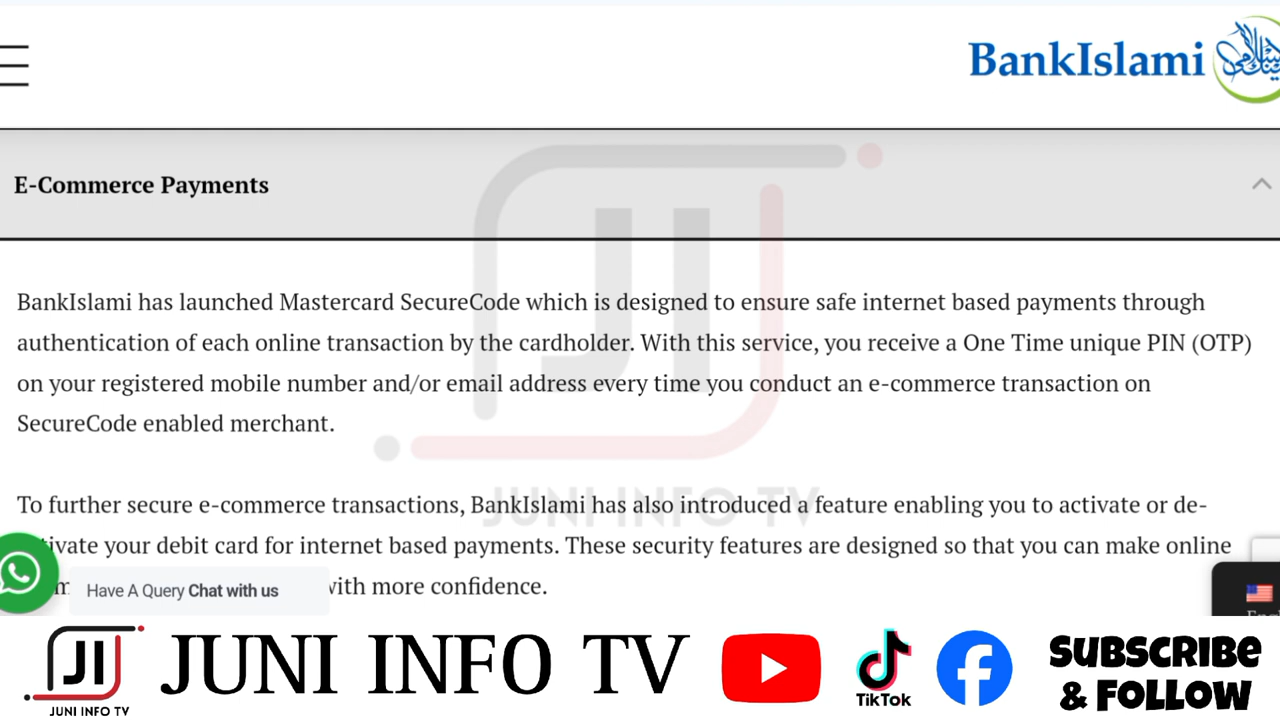 BankIslami
E-Commerce Payments
BankIslami has launched Mastercard SecureCode which is designed to ensure safe internet based payments through
authentication of each online transaction by the cardholder. With this service, you receive a One Time unique PIN (OTP)
on your registered mobile number and/or email address every time you conduct an e-commerce transaction on
SecureCode enabled merchant.
JUNI INFO TV
To further secure e-commerce transactions, BankIslami has also introduced a feature enabling you to activate or de-
your debit card for internet based payments. These security features are designed so that you can make online
with more confidence.
Have A Query Chat with us
JI JUNI INFO TV
JUNI INFO TV
TikTok
SUBSCRIBE
& FOLLOW